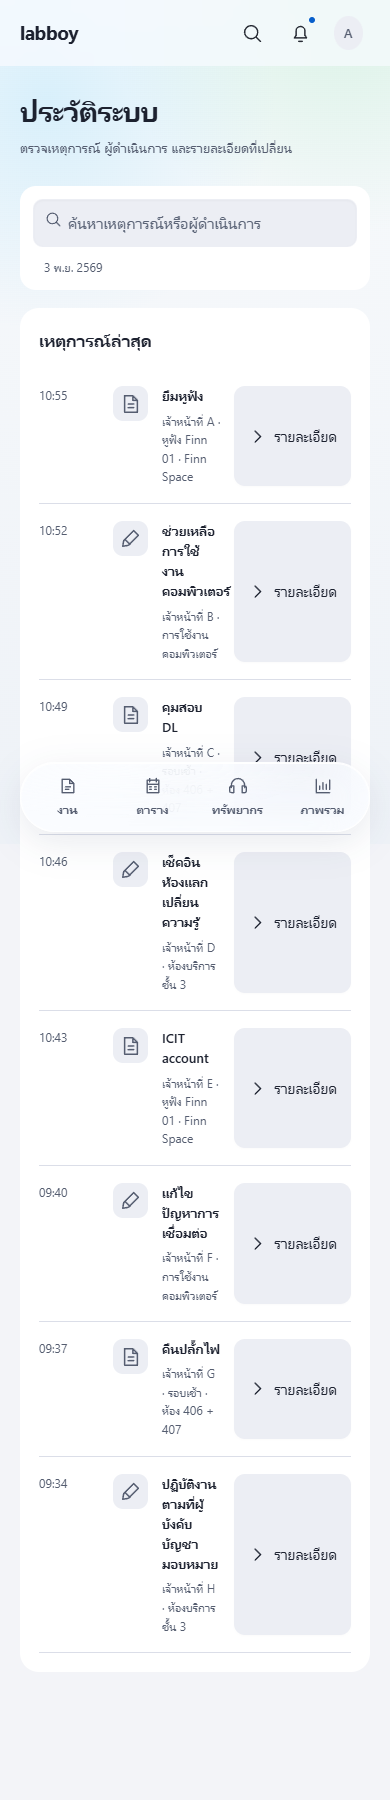 labboy
A
ประวัติระบบ
ตรวจเหตุการณ์ ผู้ดำเนินการ และรายละเอียดที่เปลี่ยน
ค้นหาเหตุการณ์หรือผู้ดำเนินการ
3 พ.ย. 2569
เหตุการณ์ล่าสุด
10:55
ยืมหูฟัง
เจ้าหน้าที่ A ·
หูฟัง Finn
01 · Finn
Space
รายละเอียด
10:52
ช่วยเหลือ
การใช้
งาน
คอมพิวเตอร์
เจ้าหน้าที่ B ·
การใช้งาน
คอมพิวเตอร์
รายละเอียด
10:49
คุมสอบ
DL
เจ้าหน้าที่ C ·
รายละเอียด
งาน
ตาราง
ทรัพยากร
ภาพรวม
10:46
เช็คอิน
ห้องแลก
เปลี่ยน
ความรู้
เจ้าหน้าที่ D
· ห้องบริการ
ชั้น 3
รายละเอียด
10:43
ICIT
account
เจ้าหน้าที่ E ·
หูฟัง Finn
01 · Finn
Space
รายละเอียด
09:40
แก้ไข
ปัญหาการ
เชื่อมต่อ
เจ้าหน้าที่ F ·
การใช้งาน
คอมพิวเตอร์
รายละเอียด
09:37
คืนปลั๊กไฟ
เจ้าหน้าที่ G
· รอบเช้า ·
ห้อง 406 +
407
รายละเอียด
09:34
ปฏิบัติงาน
ตามที่ผู้
บังคับ
บัญชา
มอบหมาย
เจ้าหน้าที่ H
· ห้องบริการ
ชั้น 3
รายละเอียด